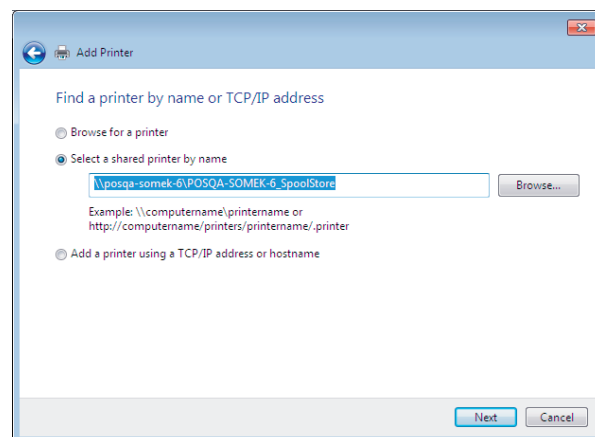 Add Printer
Find a printer by name or TCP/IP address
Browse for a printer
Select a shared printer by name
\\posqa-somek-6\POSQA-SOMEK-6_SpoolStore
Browse...
Example: \\computername\printername or
http://computername/printers/printername/.printer
Add a printer using a TCP/IP address or hostname
Next
Cancel